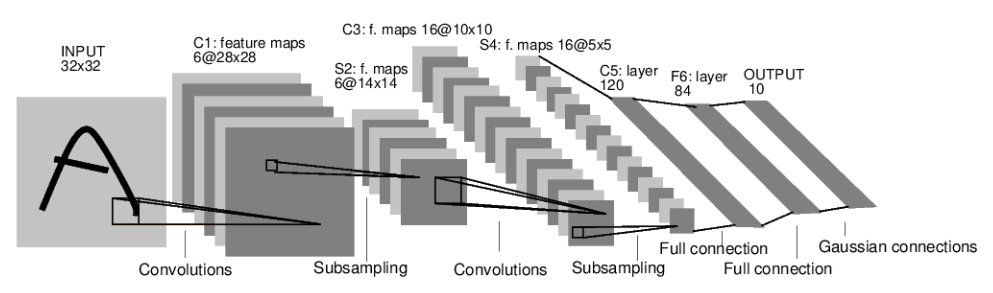 INPUT
32x32
C1: feature maps
6@28x28
S2: f. maps
6@14x14
C3: f. maps 16@10x10
S4: f. maps 16@5x5
C5: layer
120
F6: layer
84
OUTPUT
10
Convolutions
Subsampling
Convolutions
Subsampling
Full connection
Full connection
Gaussian connections